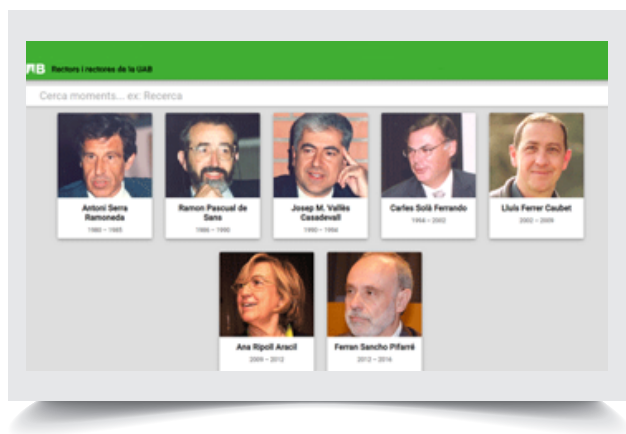 UAB Rectors i rectores de la UAB
Cerca moments... ex: Recerca
Antoni Serra
Ramoneda
1980 – 1985
Ramon Pascual de
Sans
1986 – 1990
Josep M. Vallès
Casadevall
1990 – 1994
Carles Solà Ferrando
1994 – 2002
Lluís Ferrer Caubet
2002 – 2009
Ana Ripoll Aracil
2009 – 2012
Ferran Sancho Pifarré
2012 – 2016